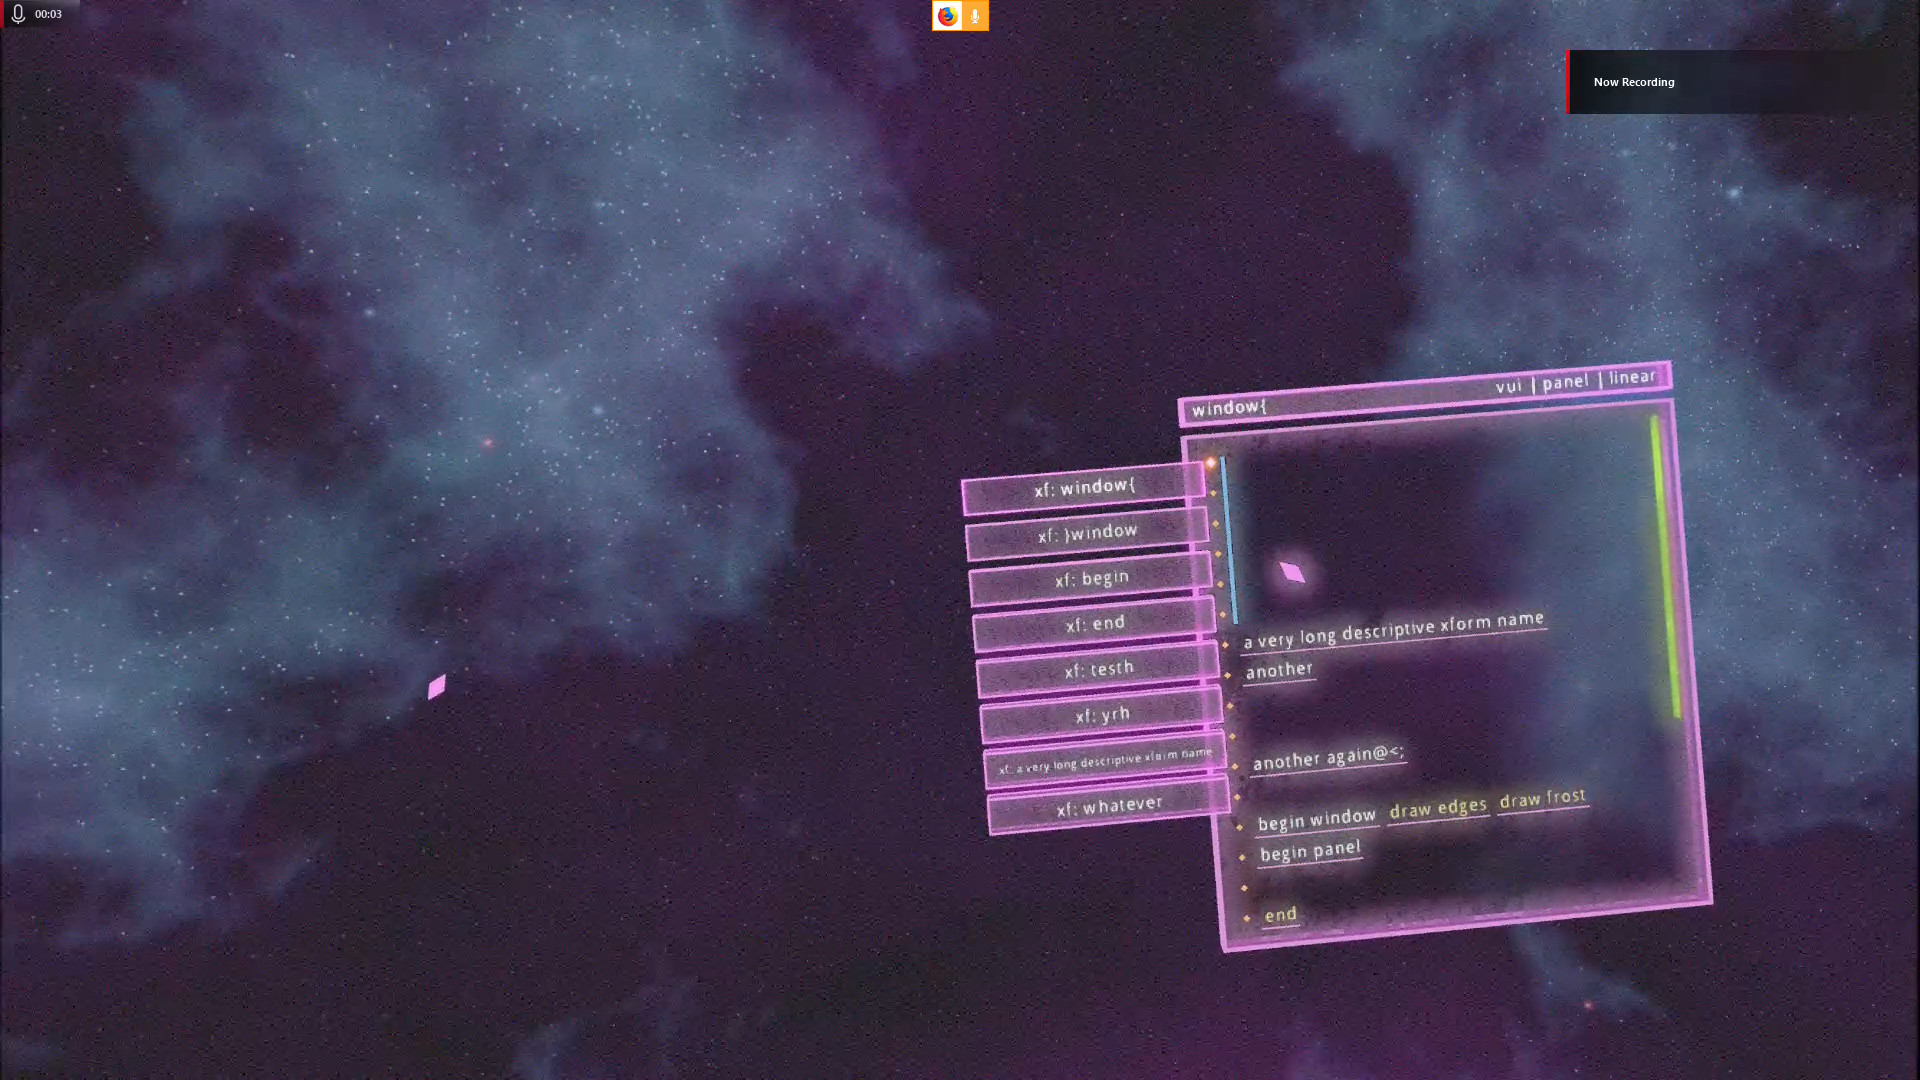 00:03
Now Recording
window{
vui | panel | linear
xf: window{
xf: }window
xf: begin
xf: end
xf: testh
xf: yrh
xf: a very long descriptive xform name
xf: whatever
a very long descriptive xform name
another
another again@<;
begin window draw edges draw frost
begin panel
end